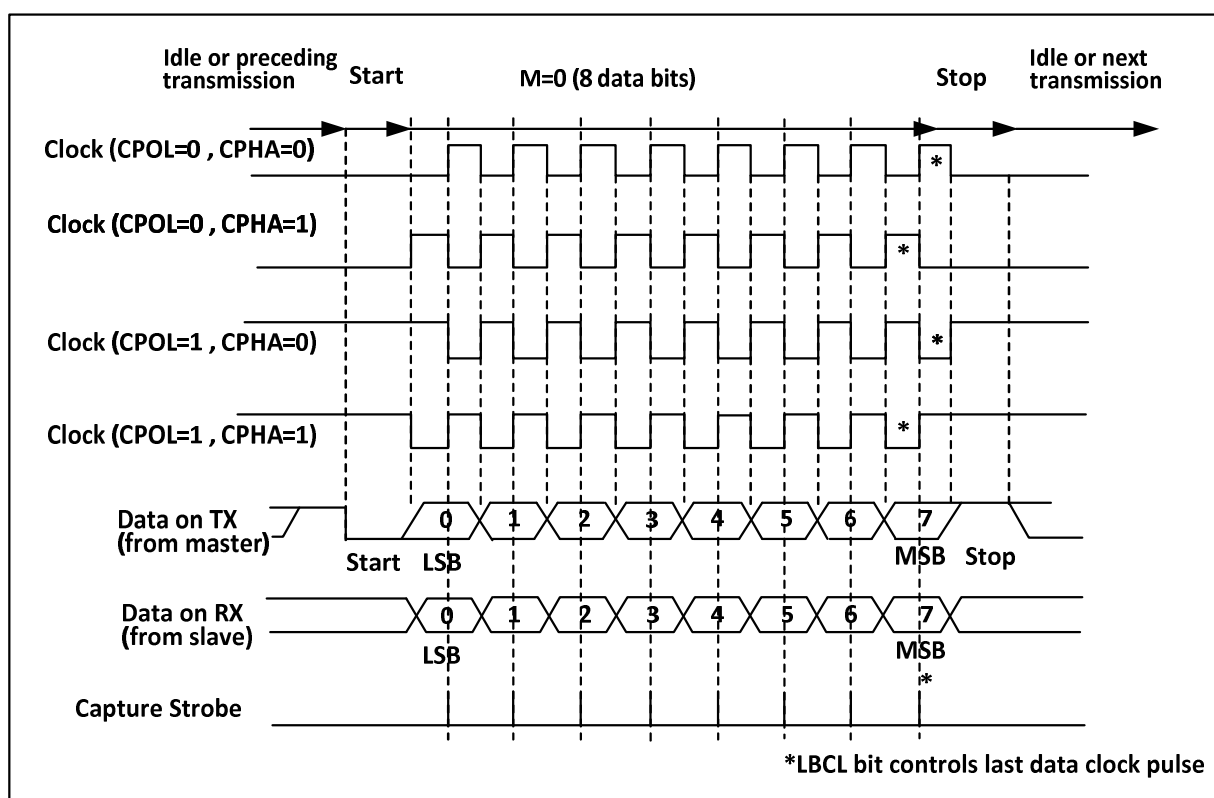 Idle or preceding
transmission
Start
M=0 (8 data bits)
Stop
Idle or next
transmission
Clock (CPOL=0 , CPHA=0)
*
Clock (CPOL=0 , CPHA=1)
*
Clock (CPOL=1 , CPHA=0)
*
Clock (CPOL=1 , CPHA=1)
*
Data on TX
(from master)
0 1 2 3 4 5 6 7
Start LSB MSB Stop
Data on RX
(from slave)
0 1 2 3 4 5 6 7
LSB MSB
*
Capture Strobe
*LBCL bit controls last data clock pulse